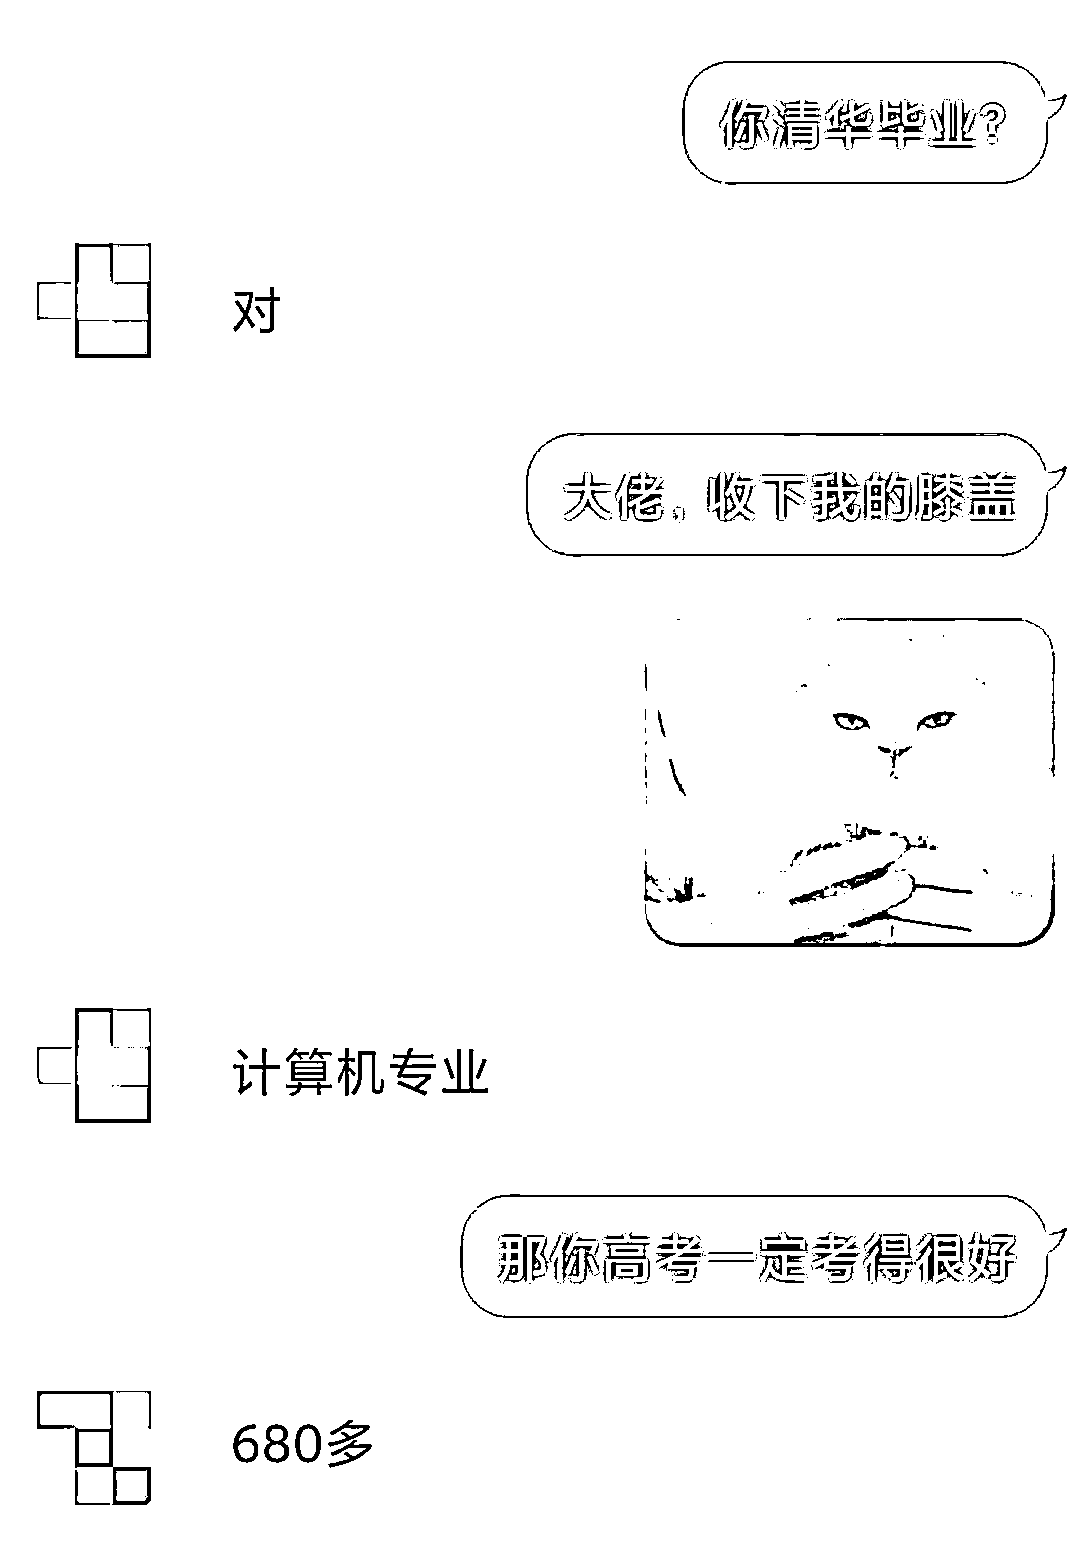 你清华毕业？
对
大佬，收下我的膝盖
计算机专业
那你高考一定考得很好
680多